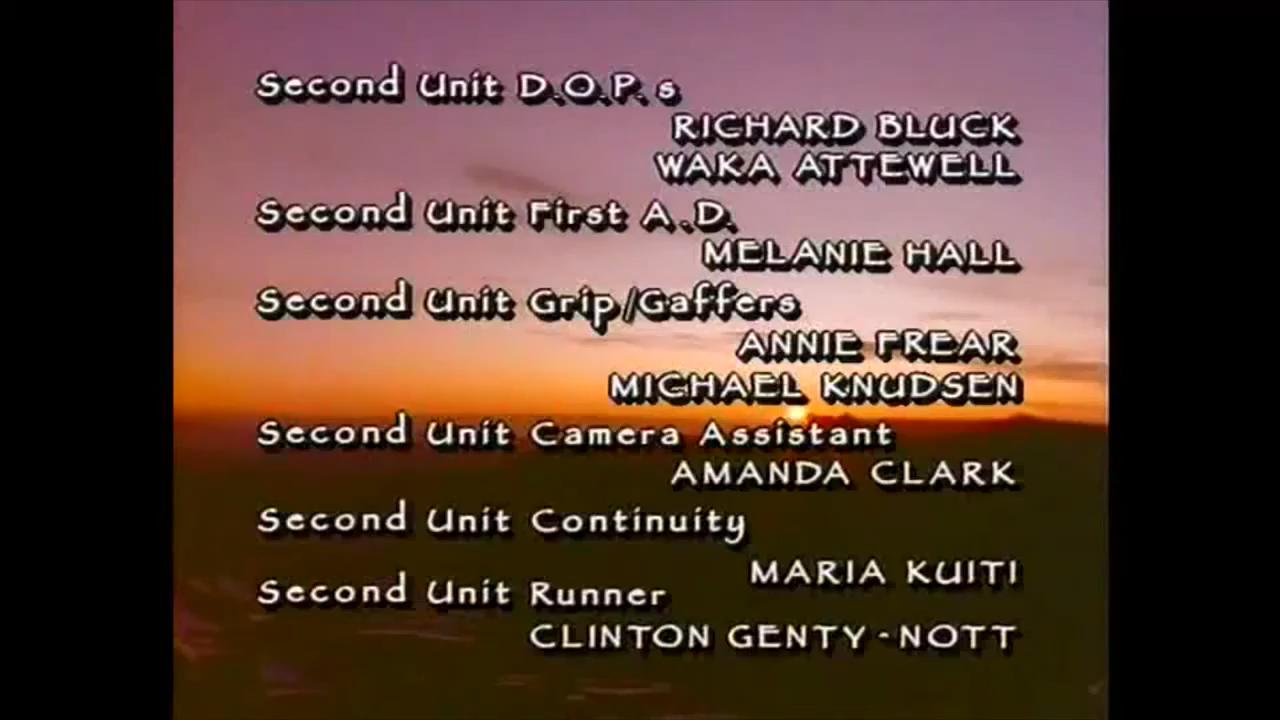 Second Unit D.O.P. s
RICHARD BLUCK
WAKA ATTEWELL
Second Unit First A.D.
MELANIE HALL
Second Unit Grip/Gaffers
ANNIE FREAR
MICHAEL KNUDSEN
Second Unit Camera Assistant
AMANDA CLARK
Second Unit Continuity
MARIA KUITI
Second Unit Runner
CLINTON GENTY-NOTT